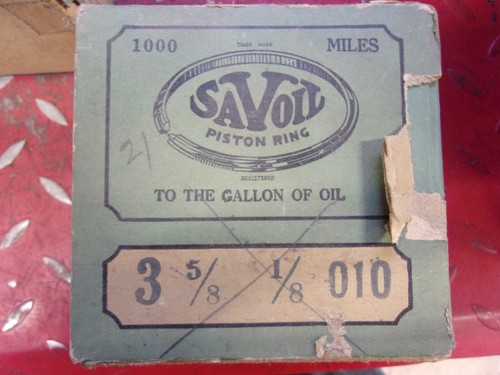 1000 TRADE MARK MILES
SAVOIL
PISTON RING
REGISTERED
TO THE GALLON OF OIL
21
3 5/8 1/8 010